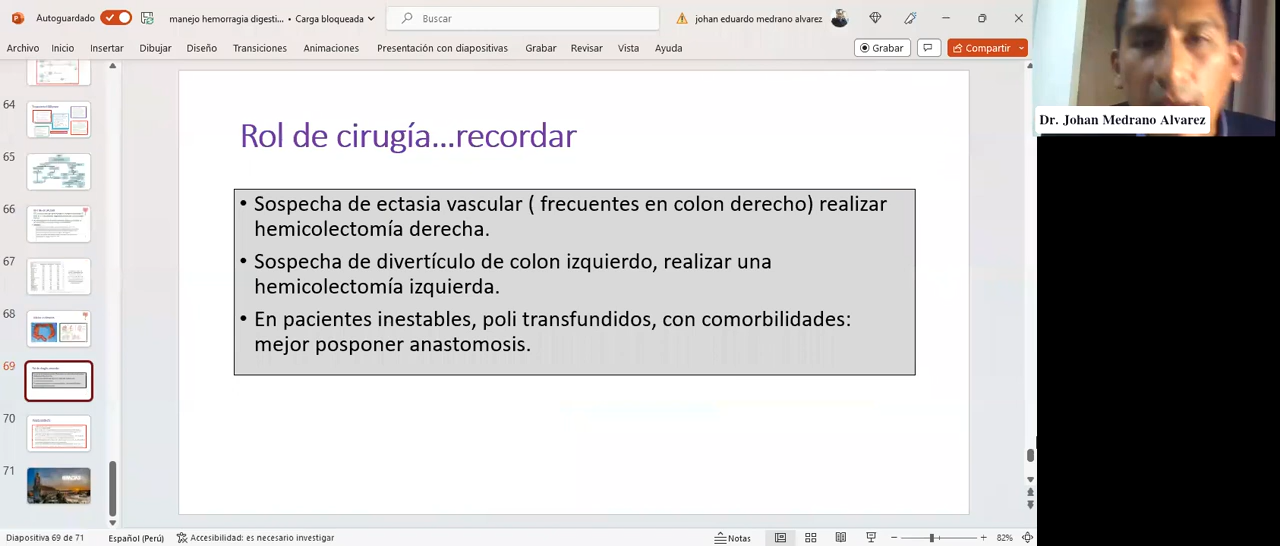 Autoguardado
manejo hemorragia digesti... • Carga bloqueada
Buscar
johan eduardo medrano alvarez
Archivo Inicio Insertar Dibujar Diseño Transiciones Animaciones Presentación con diapositivas Grabar Revisar Vista Ayuda
Grabar
Compartir
Dr. Johan Medrano Alvarez
64
65
66
67
68
69
70
71
Rol de cirugía...recordar
• Sospecha de ectasia vascular ( frecuentes en colon derecho) realizar
hemicolectomía derecha.
• Sospecha de divertículo de colon izquierdo, realizar una
hemicolectomía izquierda.
• En pacientes inestables, poli transfundidos, con comorbilidades:
mejor posponer anastomosis.
Diapositiva 69 de 71 Español (Perú) Accesibilidad: es necesario investigar Notas 82%